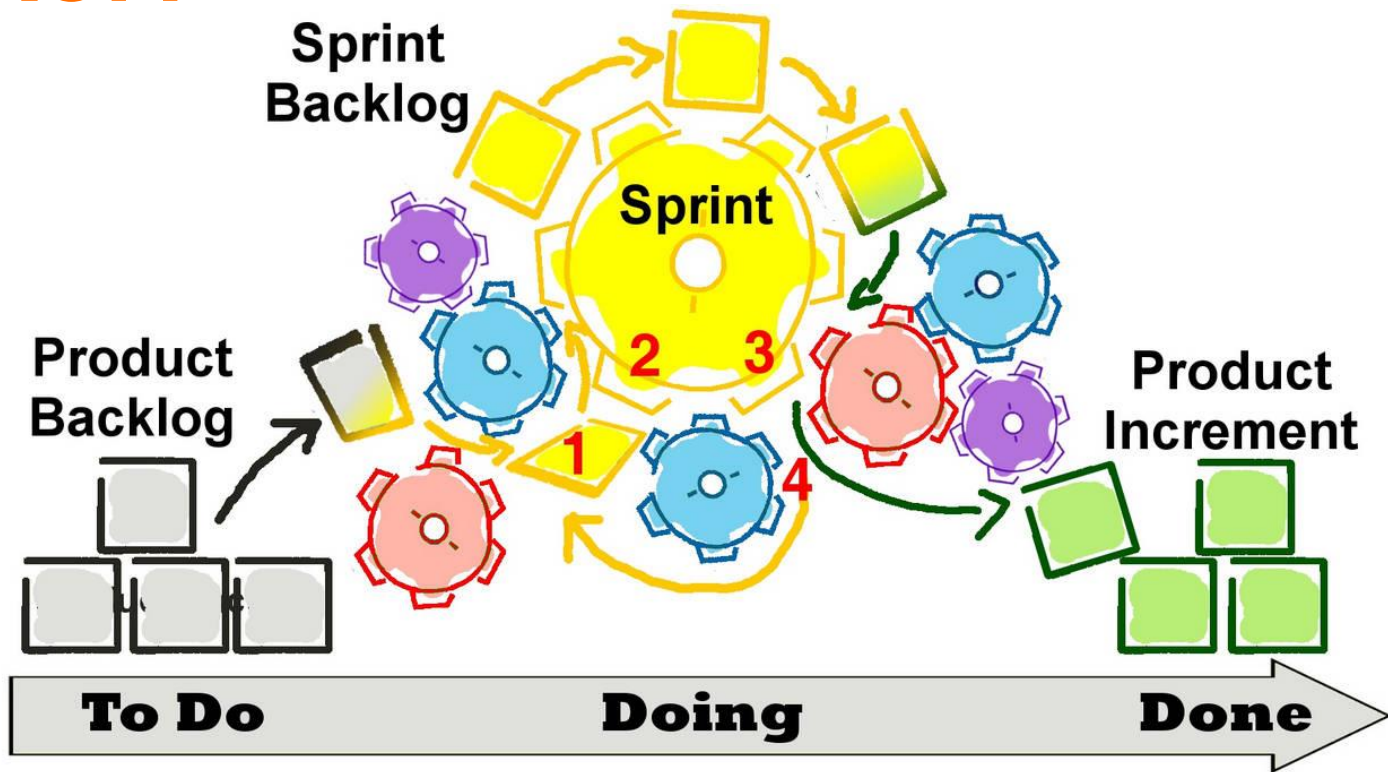 Sprint
Backlog
Sprint
2
3
Product
Backlog
1
4
Product
Increment
To Do
Doing
Done